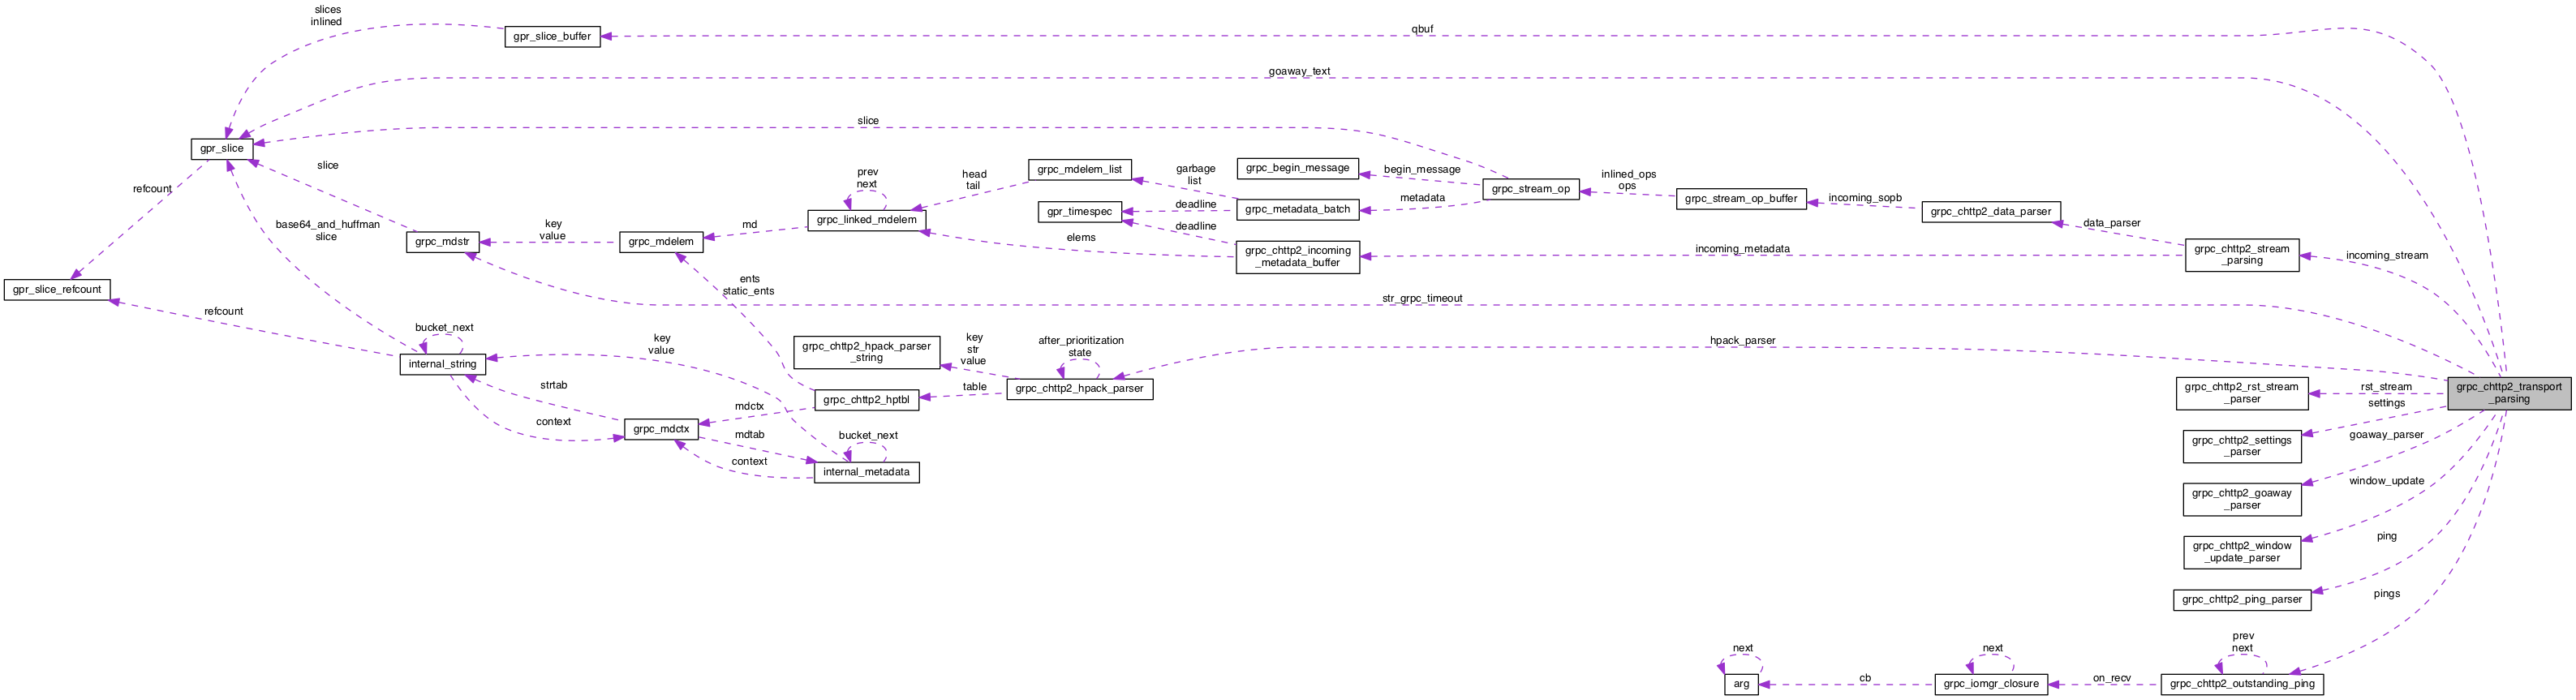 slices
inlined
gpr_slice_buffer
qbuf
goaway_text
slice
gpr_slice
refcount
slice
base64_and_huffman
slice
gpr_slice_refcount
refcount
grpc_mdstr
key
value
grpc_mdelem
md
prev
next
grpc_linked_mdelem
head
tail
grpc_mdelem_list
garbage
list
gpr_timespec
deadline
deadline
elems
grpc_begin_message
grpc_metadata_batch
grpc_chttp2_incoming
_metadata_buffer
begin_message
metadata
grpc_stream_op
inlined_ops
ops
grpc_stream_op_buffer
incoming_sopb
grpc_chttp2_data_parser
data_parser
incoming_metadata
grpc_chttp2_stream
_parsing
incoming_stream
ents
static_ents
str_grpc_timeout
bucket_next
internal_string
key
value
strtab
context
grpc_mdctx
mdctx
mdtab
context
bucket_next
internal_metadata
grpc_chttp2_hpack_parser
_string
key
str
value
grpc_chttp2_hptbl
table
after_prioritization
state
grpc_chttp2_hpack_parser
hpack_parser
grpc_chttp2_transport
_parsing
grpc_chttp2_rst_stream
_parser
rst_stream
settings
grpc_chttp2_settings
_parser
goaway_parser
grpc_chttp2_goaway
_parser
window_update
grpc_chttp2_window
_update_parser
ping
grpc_chttp2_ping_parser
pings
prev
next
grpc_chttp2_outstanding_ping
on_recv
next
grpc_iomgr_closure
cb
next
arg